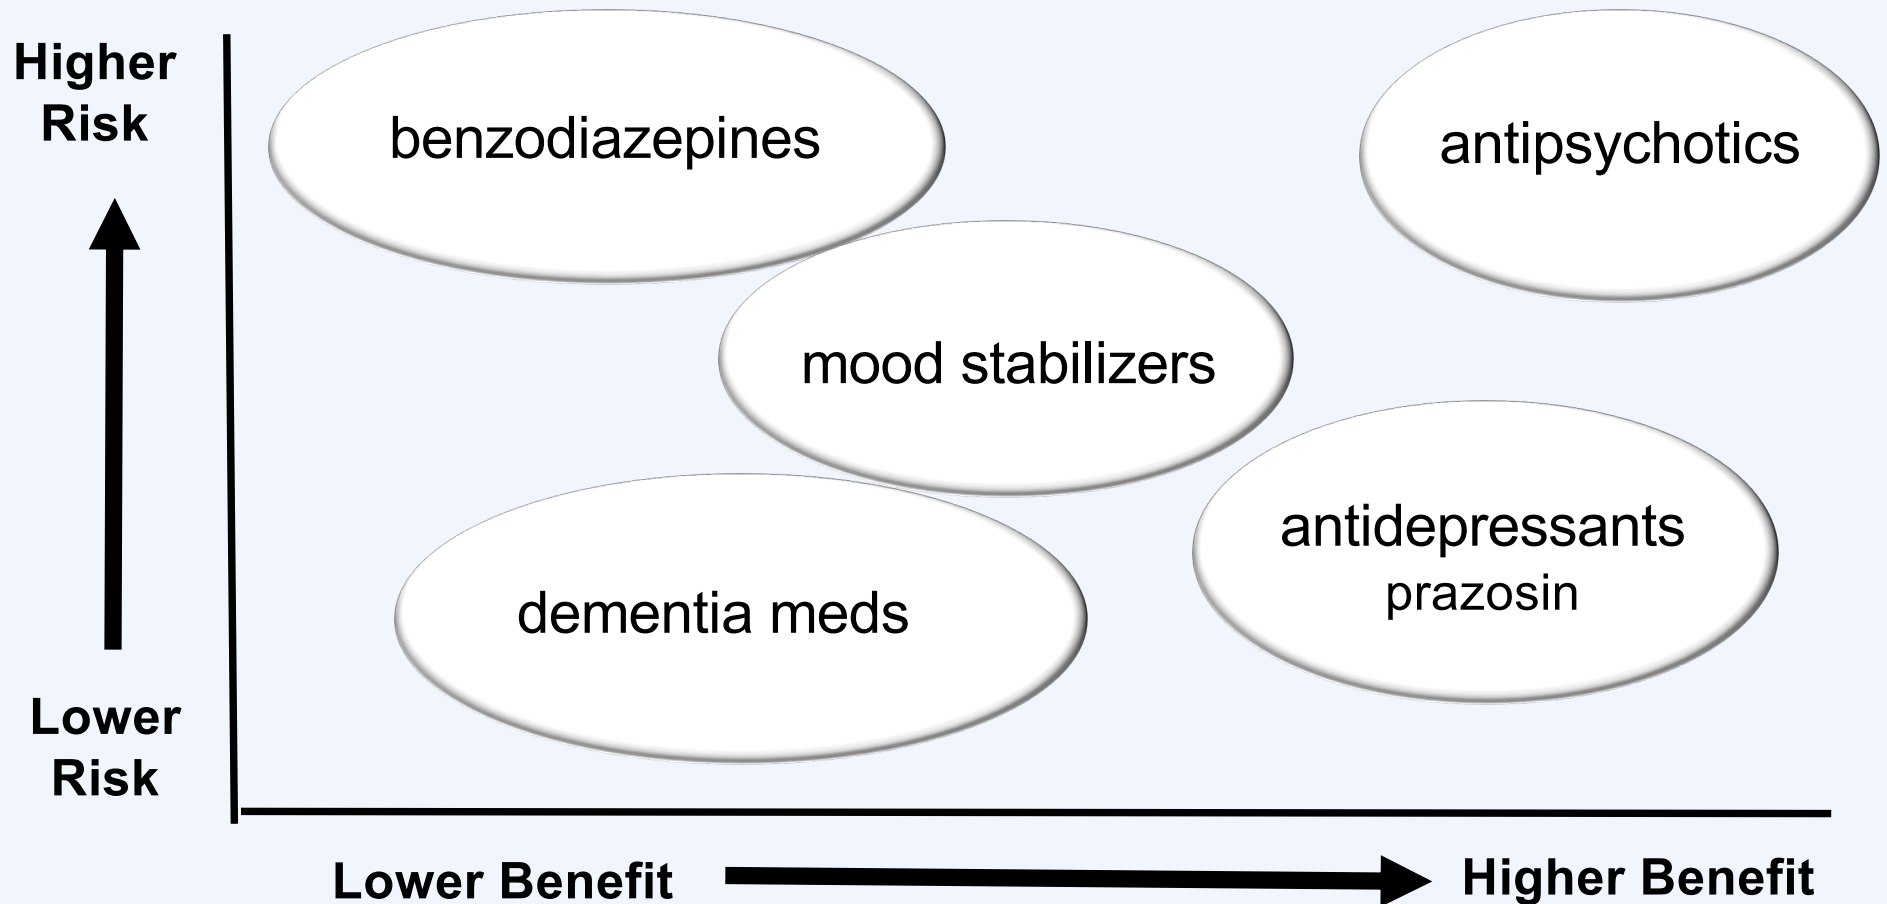 Higher
Risk
benzodiazepines
antipsychotics
mood stabilizers
antidepressants
prazosin
dementia meds
Lower
Risk
Lower Benefit
Higher Benefit